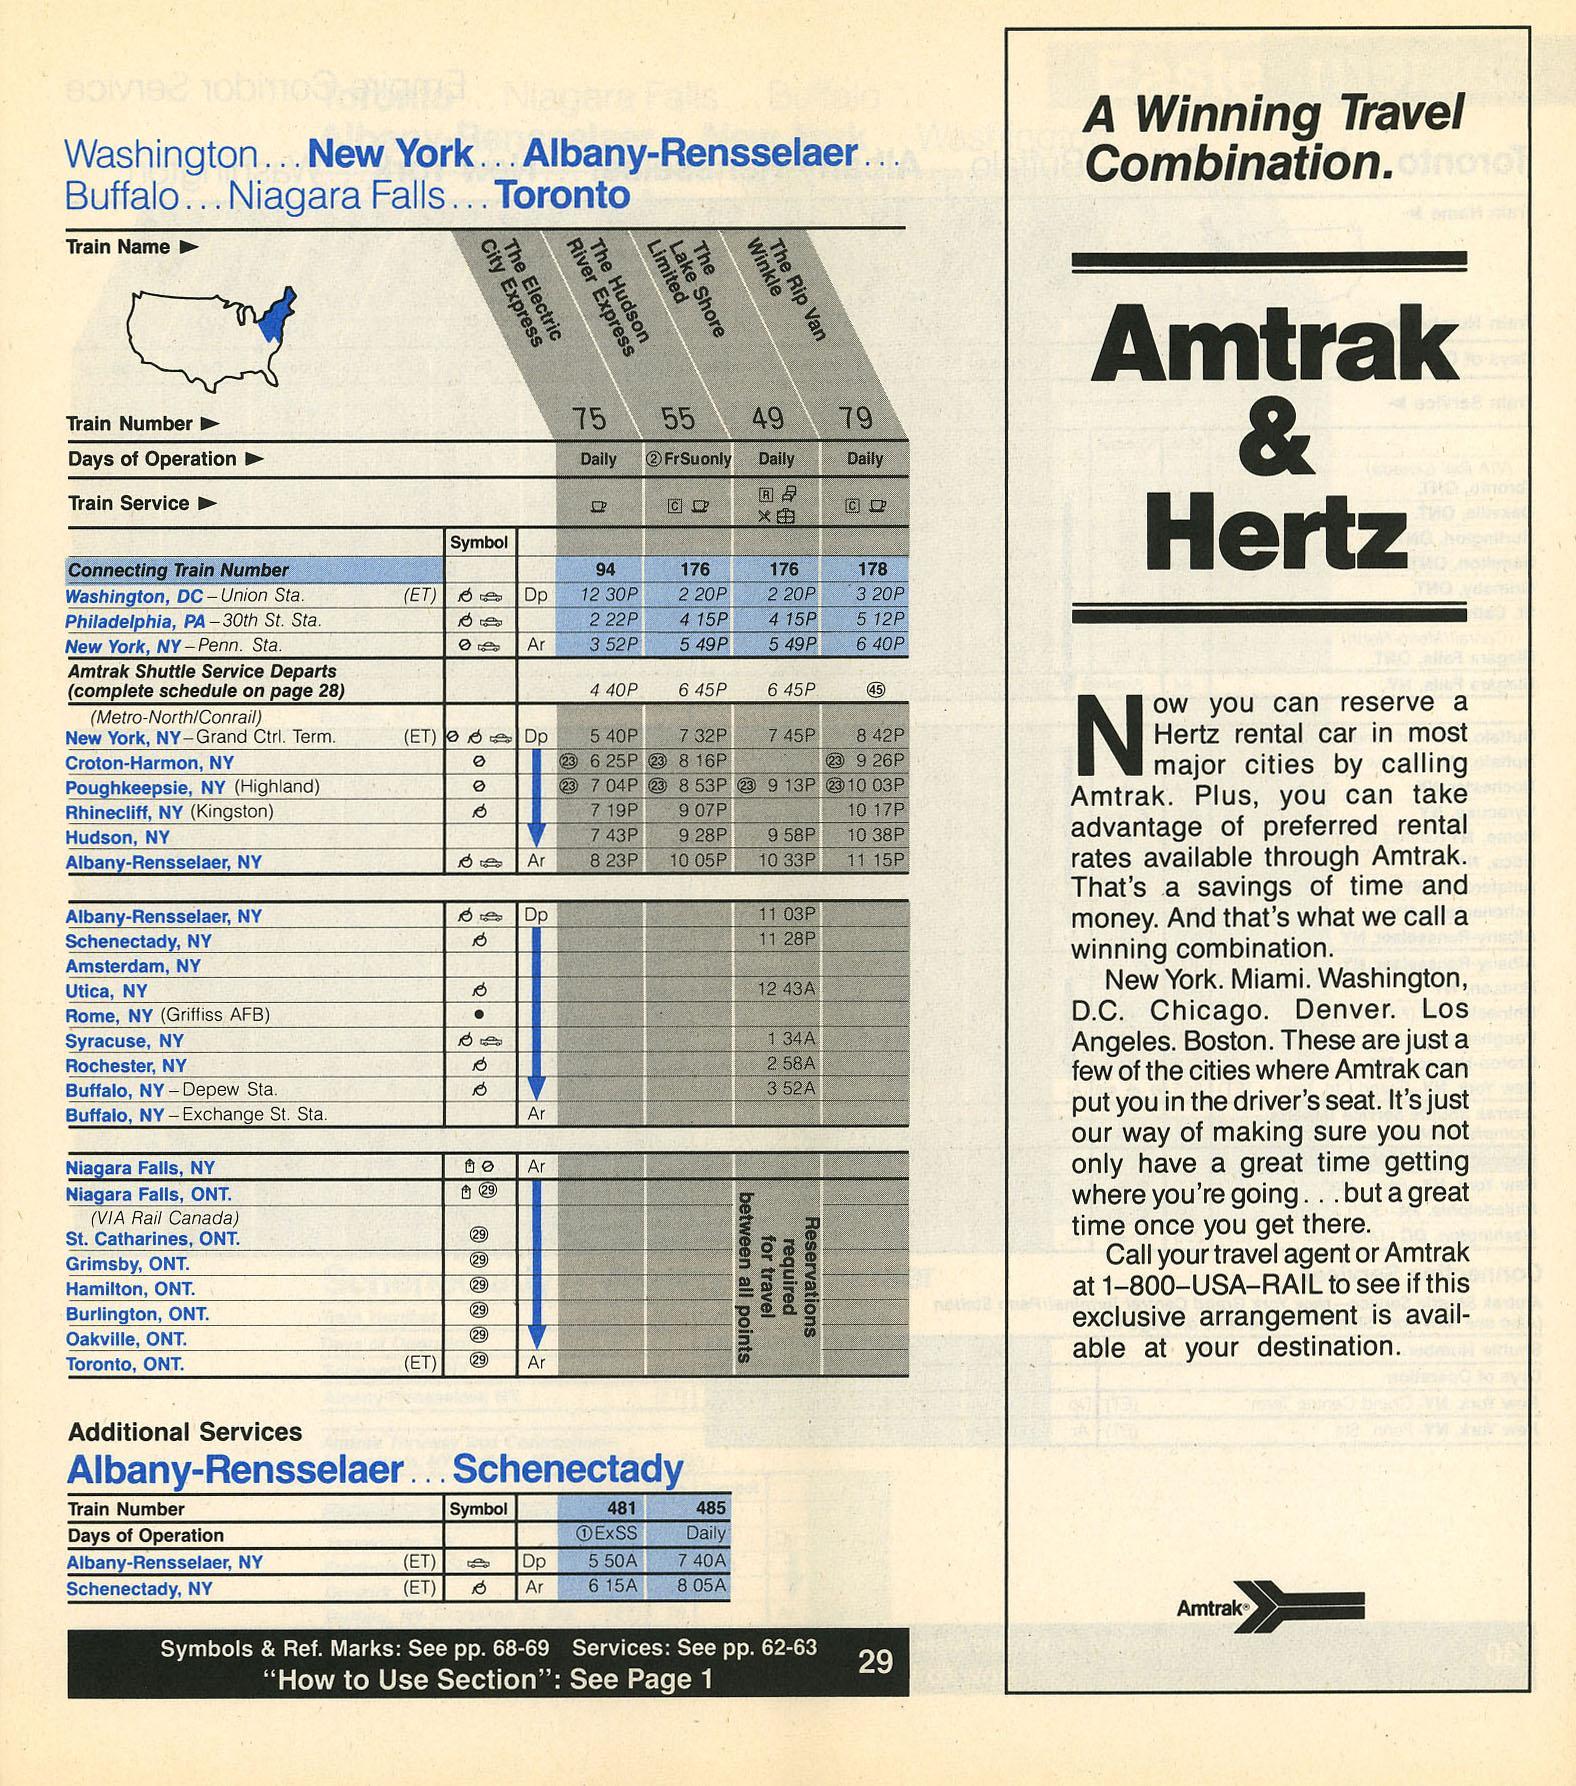 Washington... New York... Albany-Rensselaer...
Buffalo... Niagara Falls... Toronto
Train Name ►
The Electric City Express
The Hudson River Express
The Lake Shore Limited
The Rip Van Winkle
Train Number ► 75 55 49 79
Days of Operation ► Daily ②FrSuonly Daily Daily
Train Service ► C R C
Symbol
Connecting Train Number 94 176 176 178
Washington, DC–Union Sta. (ET) Dp 12 30P 2 20P 2 20P 3 20P
Philadelphia, PA–30th St. Sta. 2 22P 4 15P 4 15P 5 12P
New York, NY–Penn. Sta. Ar 3 52P 5 49P 5 49P 6 40P
Amtrak Shuttle Service Departs
(complete schedule on page 28) 4 40P 6 45P 6 45P ㊺
(Metro-North/Conrail)
New York, NY–Grand Ctrl. Term. (ET) Dp 5 40P 7 32P 7 45P 8 42P
Croton-Harmon, NY ㉓ 6 25P ㉓ 8 16P ㉓ 9 26P
Poughkeepsie, NY (Highland) ㉓ 7 04P ㉓ 8 53P ㉓ 9 13P ㉓10 03P
Rhinecliff, NY (Kingston) 7 19P 9 07P 10 17P
Hudson, NY 7 43P 9 28P 9 58P 10 38P
Albany-Rensselaer, NY Ar 8 23P 10 05P 10 33P 11 15P
Albany-Rensselaer, NY Dp 11 03P
Schenectady, NY 11 28P
Amsterdam, NY
Utica, NY 12 43A
Rome, NY (Griffiss AFB) ●
Syracuse, NY 1 34A
Rochester, NY 2 58A
Buffalo, NY–Depew Sta. 3 52A
Buffalo, NY–Exchange St. Sta. Ar
Niagara Falls, NY Ar
Niagara Falls, ONT. ㉙
(VIA Rail Canada)
St. Catharines, ONT. ㉙
Grimsby, ONT. ㉙
Hamilton, ONT. ㉙
Burlington, ONT. ㉙
Oakville, ONT. ㉙
Toronto, ONT. (ET) ㉙ Ar
Reservations
required
for travel
between all points
Additional Services
Albany-Rensselaer... Schenectady
Train Number Symbol 481 485
Days of Operation ①ExSS Daily
Albany-Rensselaer, NY (ET) Dp 5 50A 7 40A
Schenectady, NY (ET) Ar 6 15A 8 05A
Symbols & Ref. Marks: See pp. 68-69 Services: See pp. 62-63
"How to Use Section": See Page 1
29
A Winning Travel
Combination.
Amtrak
&
Hertz
Now you can reserve a
Hertz rental car in most
major cities by calling
Amtrak. Plus, you can take
advantage of preferred rental
rates available through Amtrak.
That's a savings of time and
money. And that's what we call a
winning combination.
New York. Miami. Washington,
D.C. Chicago. Denver. Los
Angeles. Boston. These are just a
few of the cities where Amtrak can
put you in the driver's seat. It's just
our way of making sure you not
only have a great time getting
where you're going...but a great
time once you get there.
Call your travel agent or Amtrak
at 1–800–USA–RAIL to see if this
exclusive arrangement is avail-
able at your destination.
Amtrak®